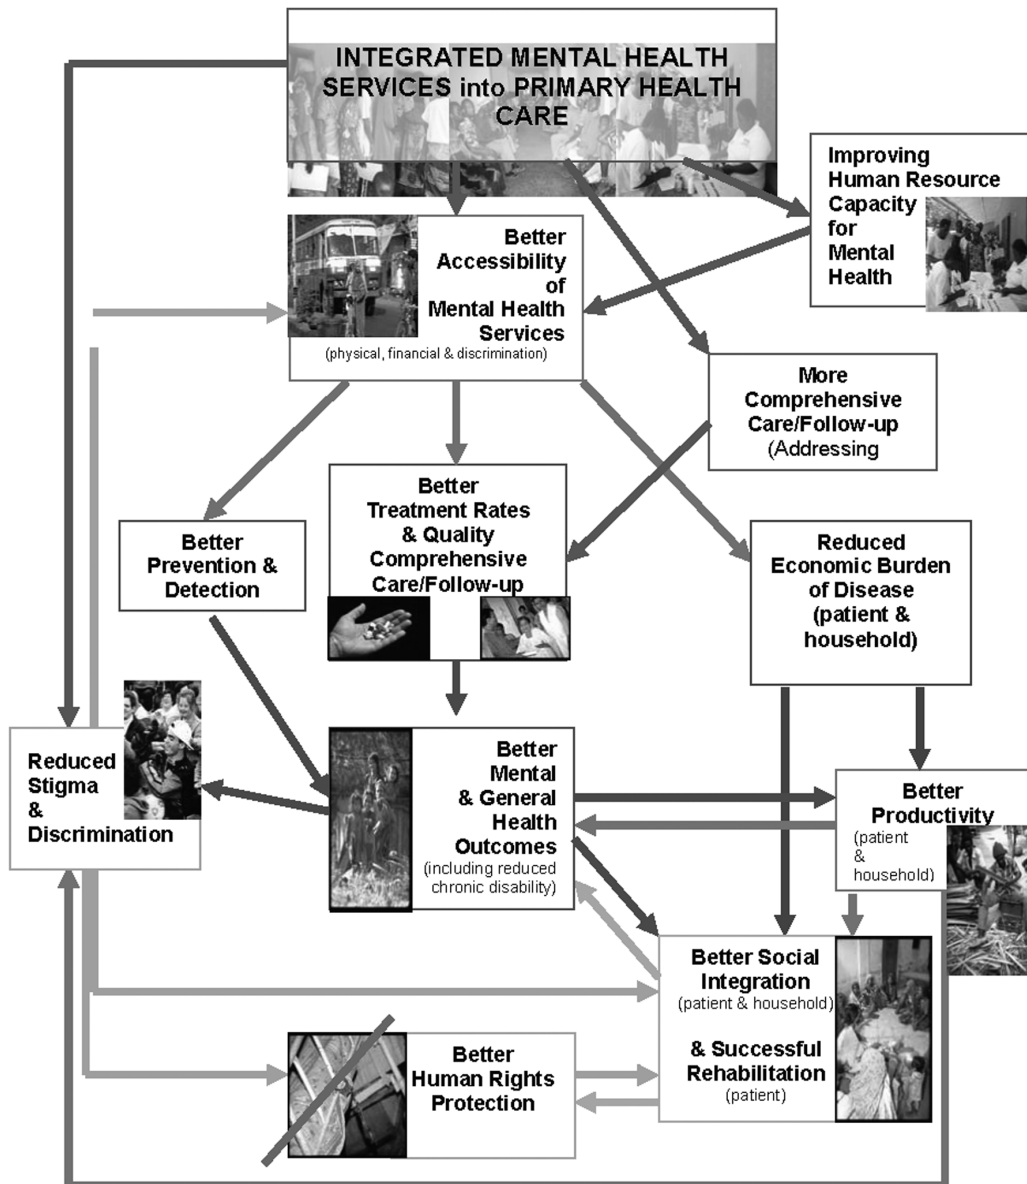 INTEGRATED MENTAL HEALTH
SERVICES into PRIMARY HEALTH
CARE
Improving
Human Resource
Capacity
for
Mental
Health
Better
Accessibility
of
Mental Health
Services
(physical, financial & discrimination)
More
Comprehensive
Care/Follow-up
(Addressing
Better
Treatment Rates
& Quality
Comprehensive
Care/Follow-up
Better
Prevention &
Detection
Reduced
Economic Burden
of Disease
(patient &
household)
Reduced
Stigma
&
Discrimination
Better
Mental
& General
Health
Outcomes
(including reduced
chronic disability)
Better
Productivity
(patient
&
household)
Better Social
Integration
(patient & household)
& Successful
Rehabilitation
(patient)
Better
Human Rights
Protection